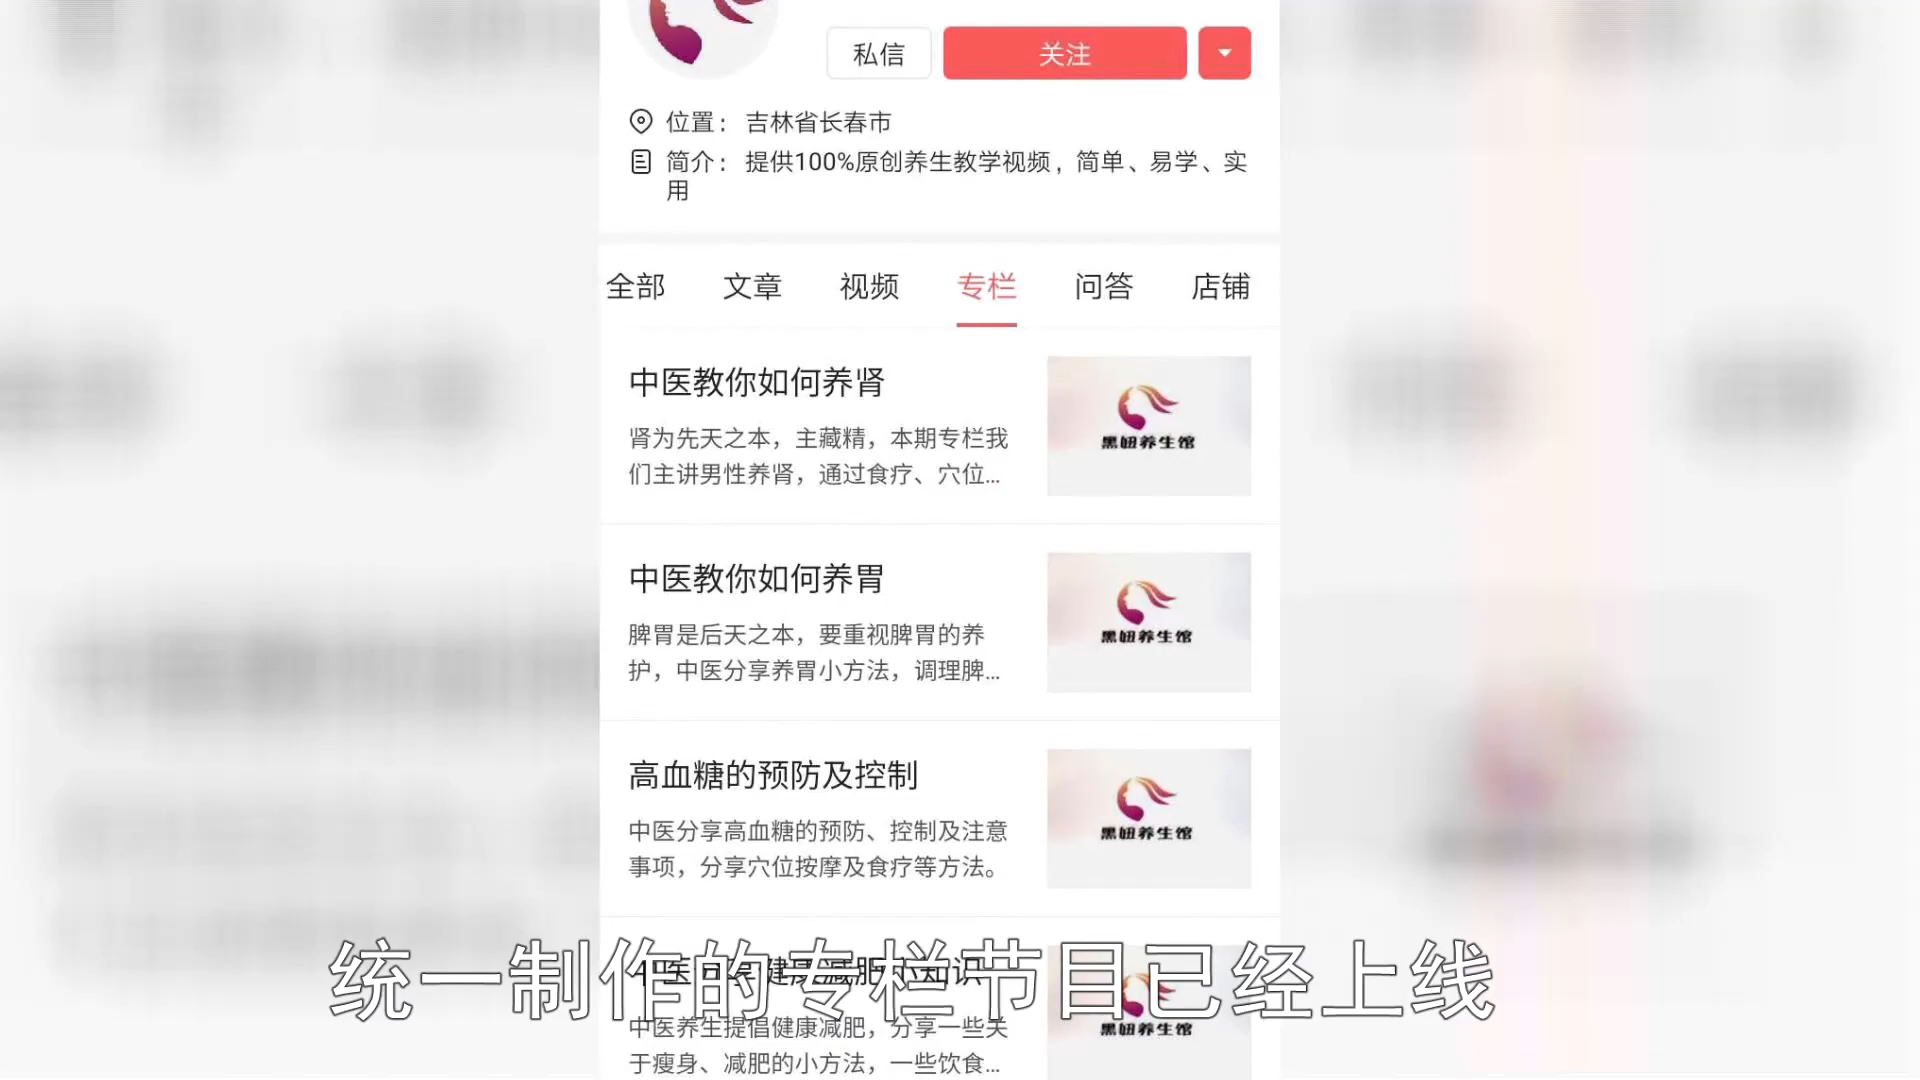 私信
关注
位置： 吉林省长春市
简介： 提供100%原创养生教学视频，简单、易学、实
用
全部 文章 视频 专栏 问答 店铺
中医教你如何养肾
肾为先天之本，主藏精，本期专栏我
们主讲男性养肾，通过食疗、穴位...
黑妞养生馆
中医教你如何养胃
脾胃是后天之本，要重视脾胃的养
护，中医分享养胃小方法，调理脾...
黑妞养生馆
高血糖的预防及控制
中医分享高血糖的预防、控制及注意
事项，分享穴位按摩及食疗等方法。
黑妞养生馆
中医分享健康减肥小知识
统一制作的专栏节目已经上线
中医养生提倡健康减肥，分享一些关
于瘦身、减肥的小方法，一些饮食...
黑妞养生馆